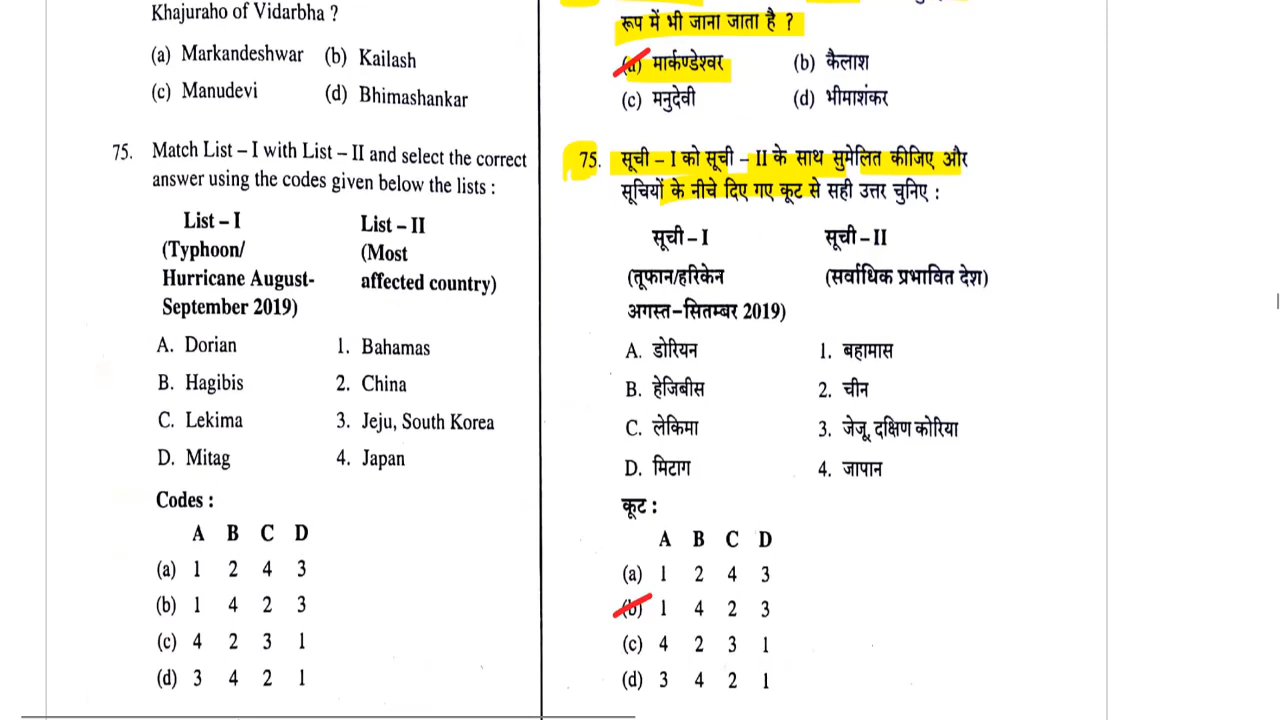 Khajuraho of Vidarbha ?
(a) Markandeshwar (b) Kailash
(c) Manudevi (d) Bhimashankar
75. Match List – I with List – II and select the correct
answer using the codes given below the lists :
List – I List – II
(Typhoon/ (Most
Hurricane August- affected country)
September 2019)
A. Dorian 1. Bahamas
B. Hagibis 2. China
C. Lekima 3. Jeju, South Korea
D. Mitag 4. Japan
Codes :
A B C D
(a) 1 2 4 3
(b) 1 4 2 3
(c) 4 2 3 1
(d) 3 4 2 1
रूप में भी जाना जाता है ?
(a) मार्कण्डेश्वर (b) कैलाश
(c) मनुदेवी (d) भीमाशंकर
75. सूची – I को सूची – II के साथ सुमेलित कीजिए और
सूचियों के नीचे दिए गए कूट से सही उत्तर चुनिए :
सूची – I सूची – II
(तूफान/हरिकेन (सर्वाधिक प्रभावित देश)
अगस्त–सितम्बर 2019)
A. डोरियन 1. बहामास
B. हेजिबीस 2. चीन
C. लेकिमा 3. जेजू, दक्षिण कोरिया
D. मिटाग 4. जापान
कूट :
A B C D
(a) 1 2 4 3
(b) 1 4 2 3
(c) 4 2 3 1
(d) 3 4 2 1